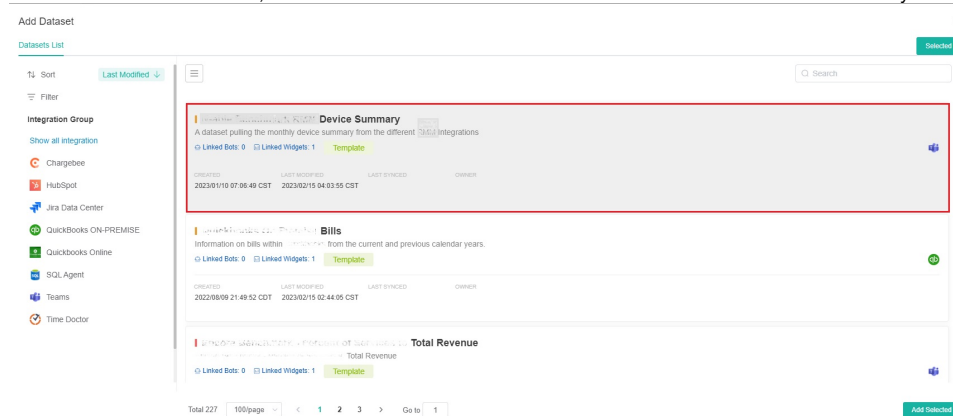 Add Dataset
Datasets List
Selected
Sort
Last Modified ↓
Search
Filter
Integration Group
Show all integration
Chargebee
HubSpot
Jira Data Center
QuickBooks ON-PREMISE
Quickbooks Online
SQL Agent
Teams
Time Doctor
Device Summary
A dataset pulling the monthly device summary from the different integrations
Linked Bots: 0 Linked Widgets: 1 Template
CREATED LAST MODIFIED LAST SYNCED OWNER
2023/01/10 07:06:49 CST 2023/02/15 04:03:55 CST
Bills
Information on bills within from the current and previous calendar years.
Linked Bots: 0 Linked Widgets: 1 Template
CREATED LAST MODIFIED LAST SYNCED OWNER
2022/08/09 21:49:52 CDT 2023/02/15 02:44:05 CST
Total Revenue
Total Revenue
Linked Bots: 0 Linked Widgets: 1 Template
Total 227 100/page < 1 2 3 > Go to 1
Add Selected